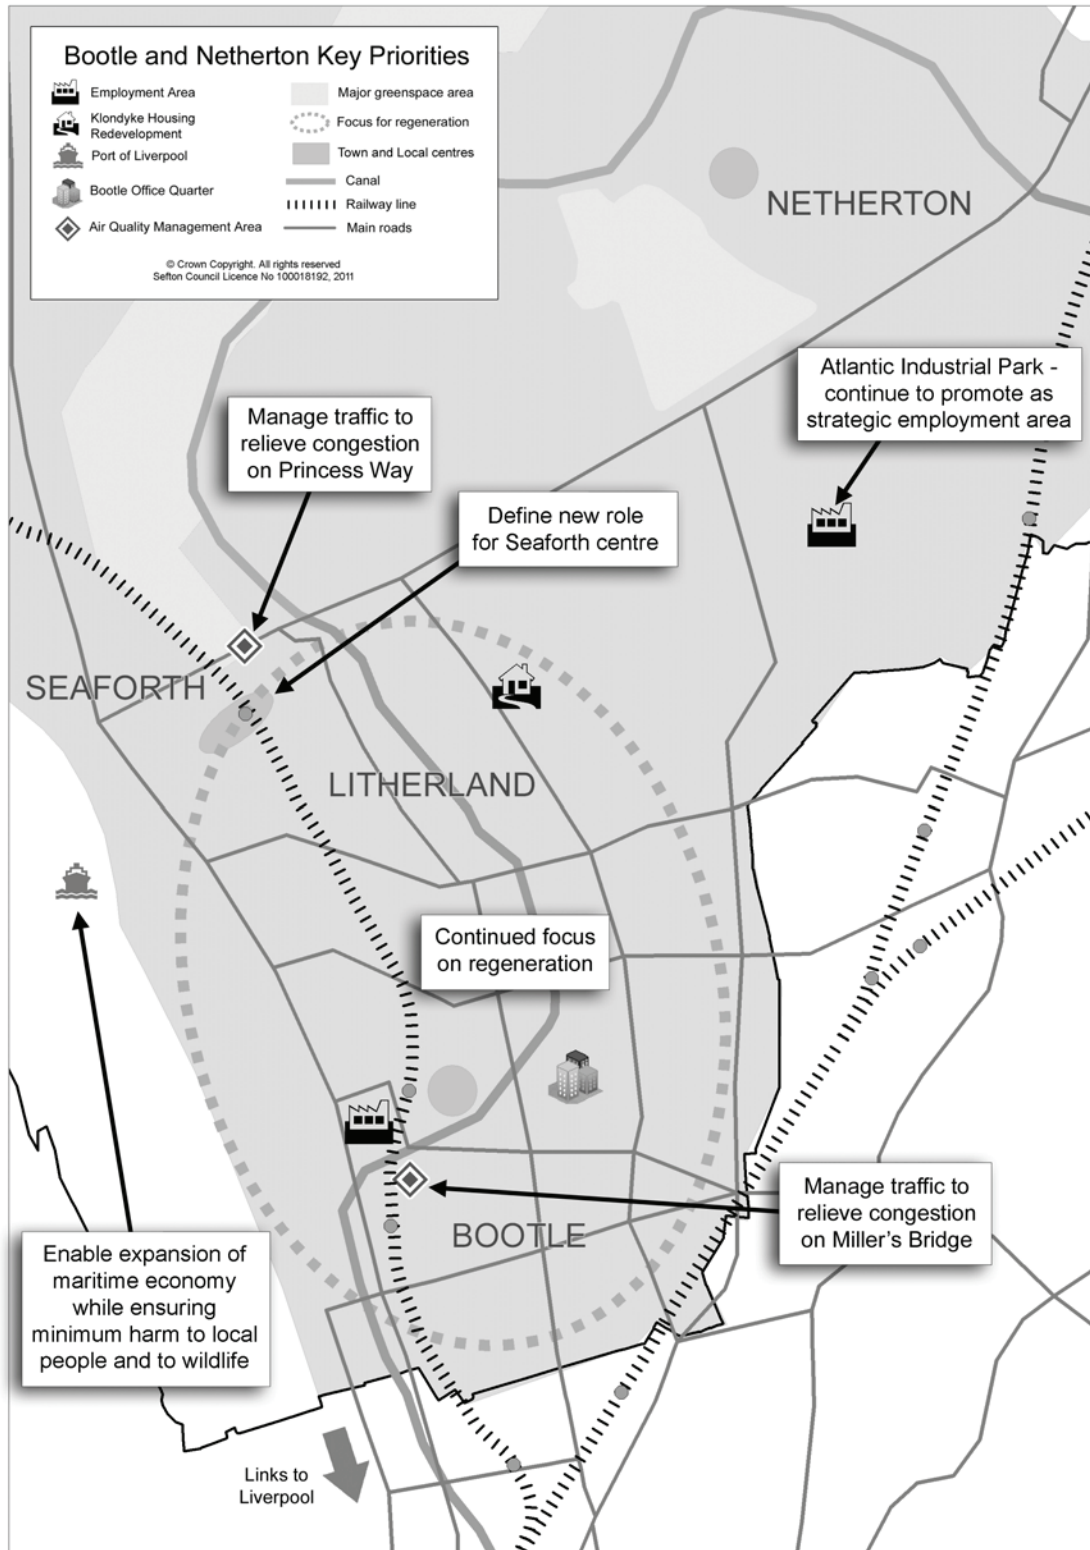 Bootle and Netherton Key Priorities
Employment Area
Klondyke Housing
Redevelopment
Port of Liverpool
Bootle Office Quarter
Air Quality Management Area
Major greenspace area
Focus for regeneration
Town and Local centres
Canal
Railway line
Main roads
© Crown Copyright. All rights reserved
Sefton Council Licence No 100018192, 2011
NETHERTON
Atlantic Industrial Park -
continue to promote as
strategic employment area
Manage traffic to
relieve congestion
on Princess Way
Define new role
for Seaforth centre
SEAFORTH
LITHERLAND
Continued focus
on regeneration
Manage traffic to
relieve congestion
on Miller's Bridge
BOOTLE
Enable expansion of
maritime economy
while ensuring
minimum harm to local
people and to wildlife
Links to
Liverpool